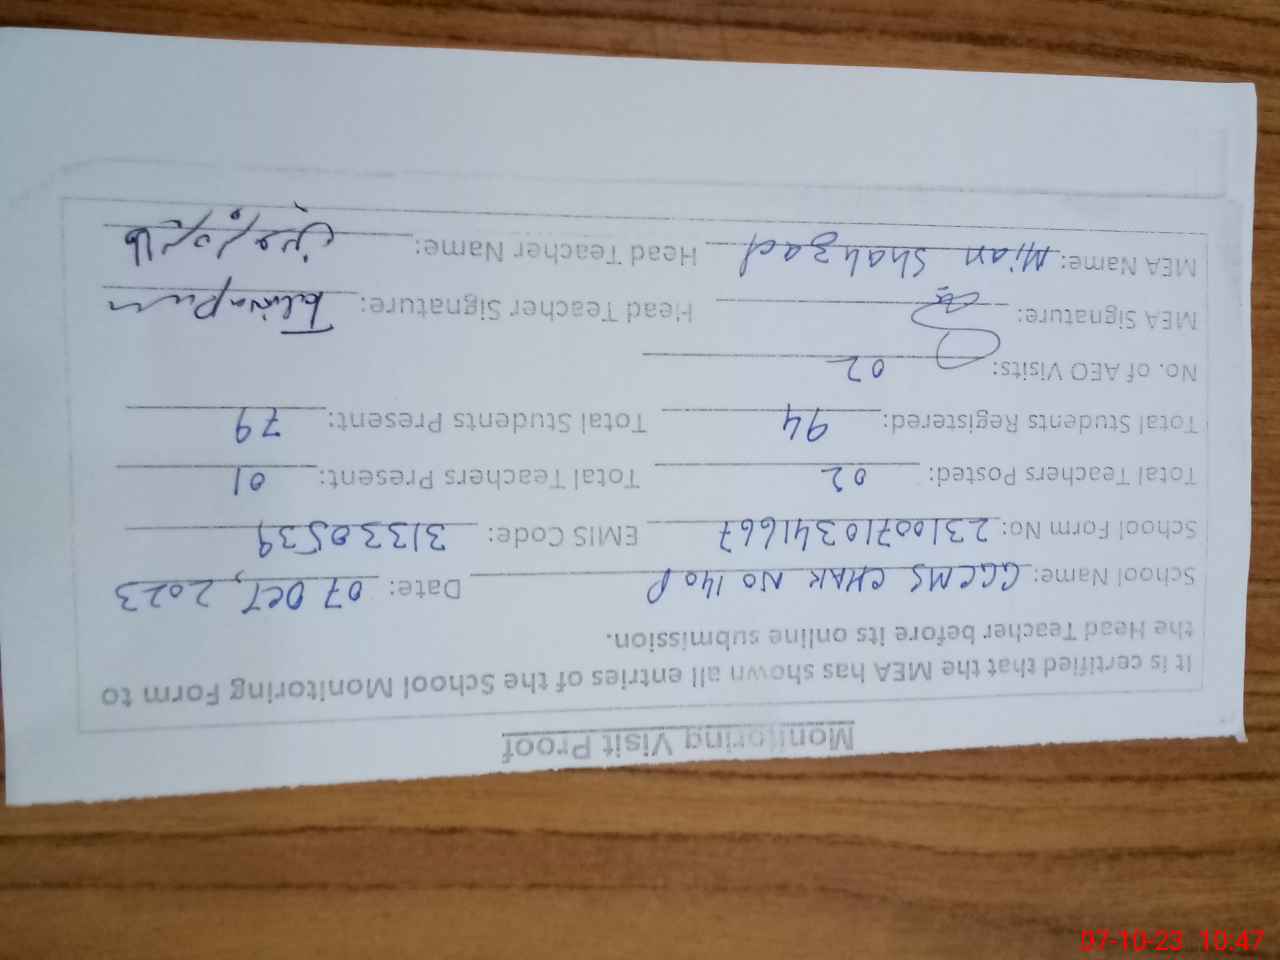 Monitoring Visit Proof
It is certified that the MEA has shown all entries of the School Monitoring Form to
the Head Teacher before its online submission.
School Name: GGCMS CHAK NO 140P Date: 07 OCT, 2023
School Form No: 23100710341667 EMIS Code: 31330539
Total Teachers Posted: 02 Total Teachers Present: 01
Total Students Registered: 94 Total Students Present: 79
No. of AEO Visits: 02
MEA Signature: Head Teacher Signature:
MEA Name: Mian Shahzad Head Teacher Name:
07-10-23 10:47